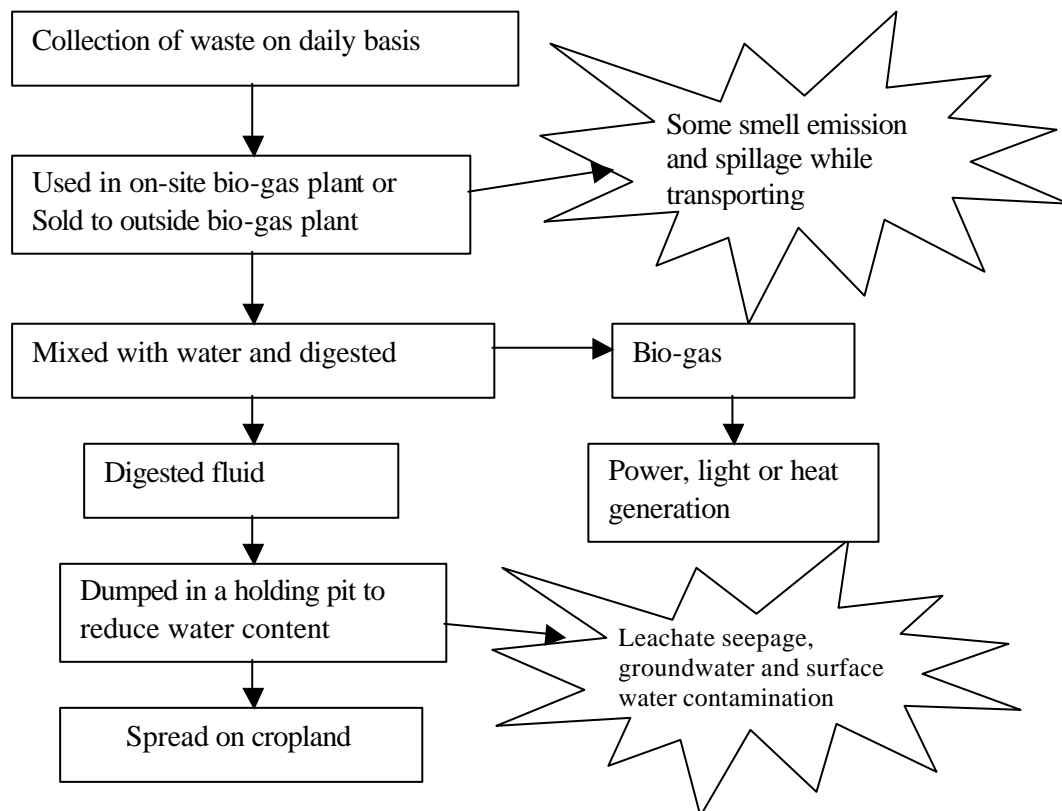 Collection of waste on daily basis
Some smell emission
and spillage while
transporting
Used in on-site bio-gas plant or
Sold to outside bio-gas plant
Mixed with water and digested
Bio-gas
Digested fluid
Power, light or heat
generation
Dumped in a holding pit to
reduce water content
Leachate seepage,
groundwater and surface
water contamination
Spread on cropland